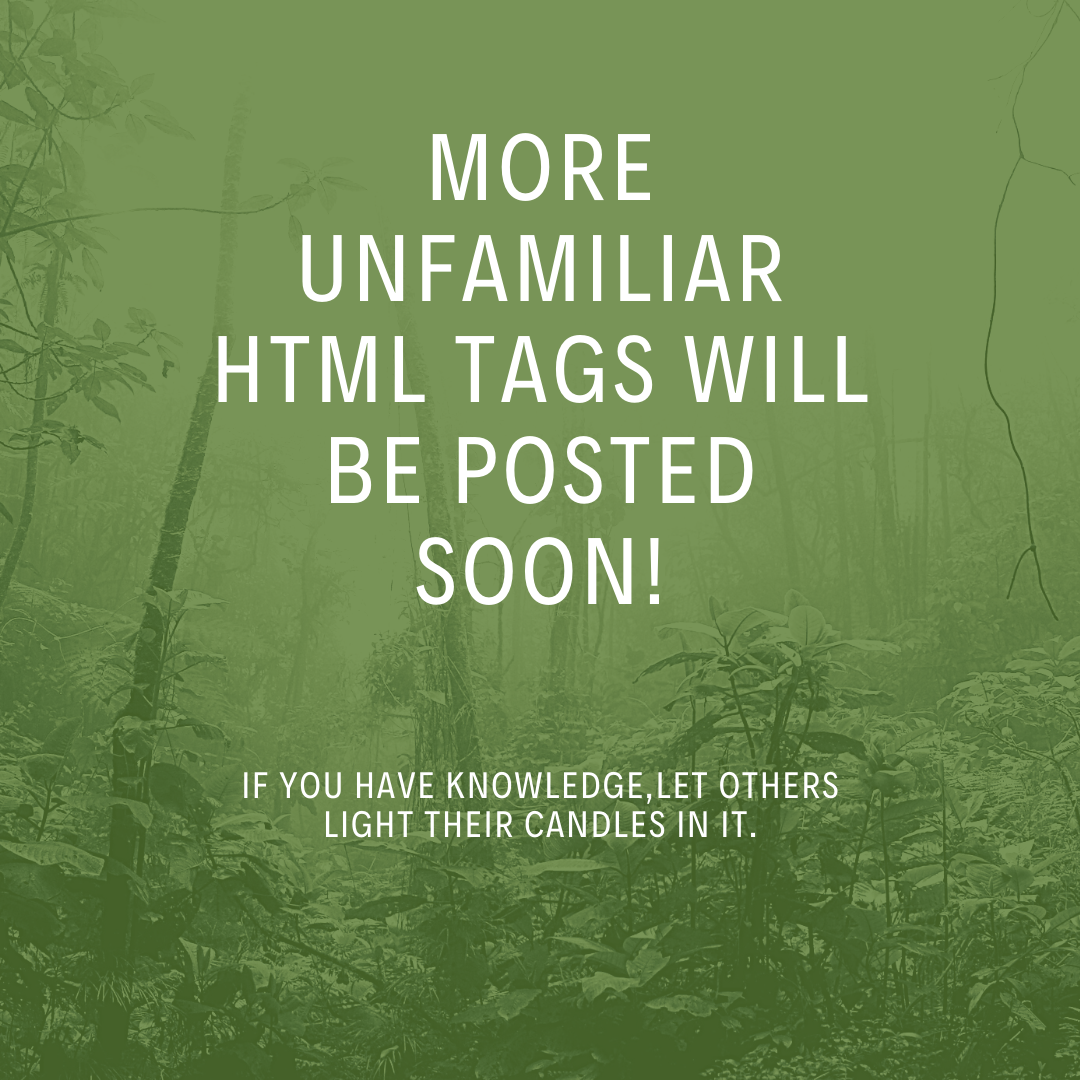 MORE
UNFAMILIAR
HTML TAGS WILL
BE POSTED
SOON!
IF YOU HAVE KNOWLEDGE,LET OTHERS
LIGHT THEIR CANDLES IN IT.